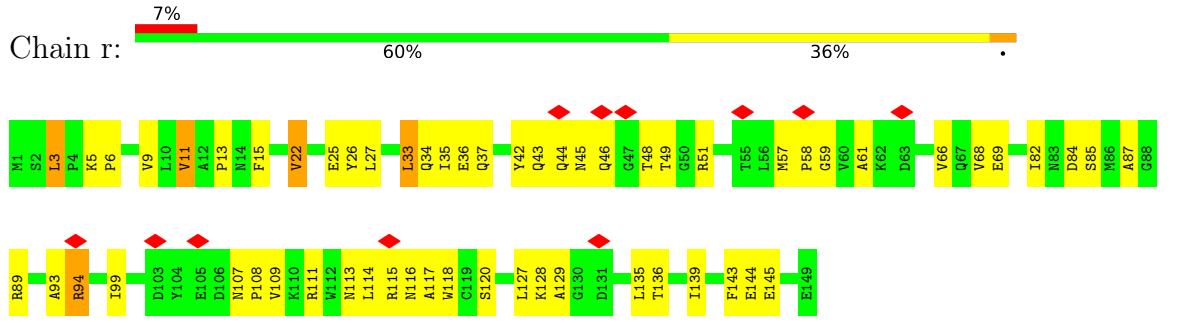 7%
Chain r:
60% 36% •
M1 S2 L3 P4 K5 P6 V9 L10 V11 A12 P13 N14 F15 V22 E25 Y26 L27 L33 Q34 I35 E36 Q37 Y42 Q43 Q44 N45 Q46 G47 T48 T49 G50 R51 T55 L56 M57 P58 G59 V60 A61 K62 D63 V66 Q67 V68 E69 I82 N83 D84 S85 M86 A87 G88
R89 A93 R94 I99 D103 Y104 E105 D106 N107 P108 V109 K110 R111 W112 N113 L114 R115 N116 A117 W118 C119 S120 L127 K128 A129 G130 D131 L135 T136 I139 F143 E144 E145 E149